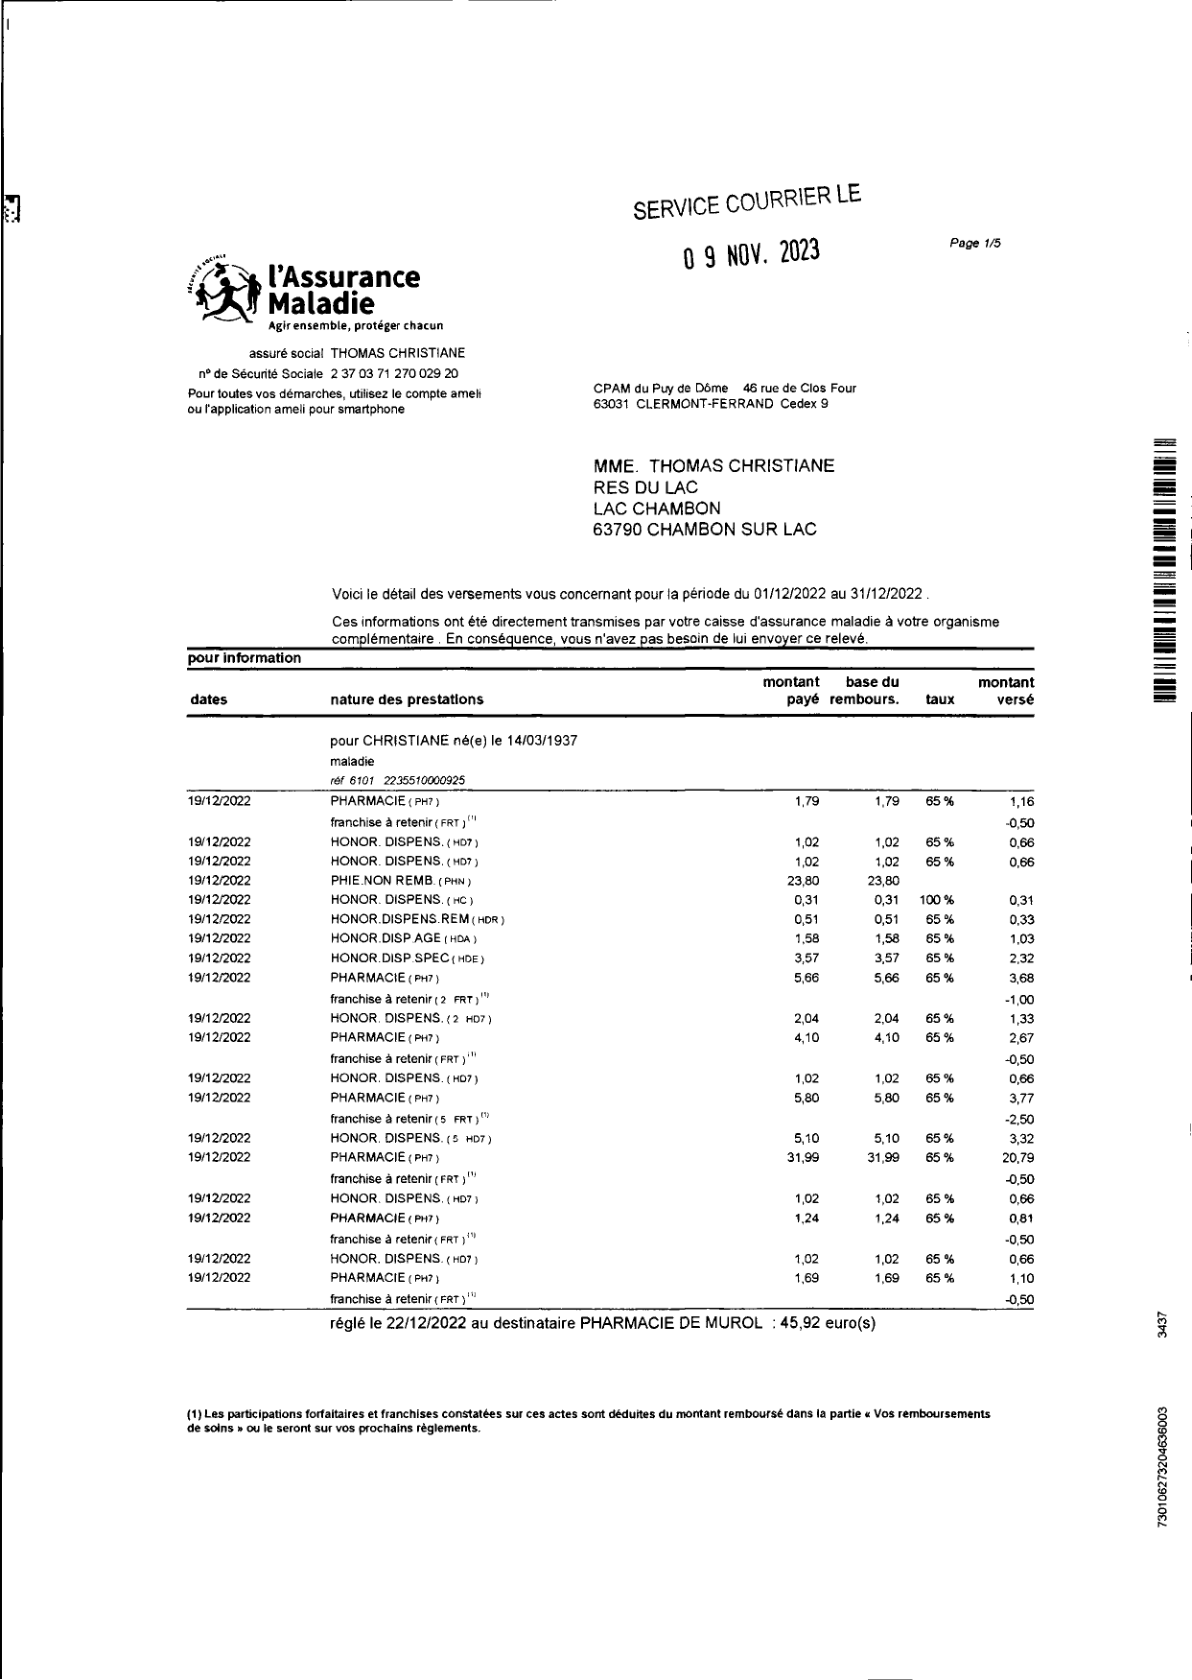 SERVICE COURRIER LE
09 NOV. 2023
Page 1/5
SÉCURITÉ SOCIALE
l'Assurance
Maladie
Agir ensemble, protéger chacun
assuré social THOMAS CHRISTIANE
n° de Sécurité Sociale 2 37 03 71 270 029 20
Pour toutes vos démarches, utilisez le compte ameli
ou l'application ameli pour smartphone
CPAM du Puy de Dôme 46 rue de Clos Four
63031 CLERMONT-FERRAND Cedex 9
MME. THOMAS CHRISTIANE
RES DU LAC
LAC CHAMBON
63790 CHAMBON SUR LAC
Voici le détail des versements vous concernant pour la période du 01/12/2022 au 31/12/2022 .
Ces informations ont été directement transmises par votre caisse d'assurance maladie à votre organisme
complémentaire . En conséquence, vous n'avez pas besoin de lui envoyer ce relevé.
pour information
dates nature des prestations montant payé base du rembours. taux montant versé
pour CHRISTIANE né(e) le 14/03/1937
maladie
réf 6101 2235510000925
19/12/2022 PHARMACIE ( PH7 ) 1,79 1,79 65 % 1,16
franchise à retenir ( FRT ) (1) -0,50
19/12/2022 HONOR. DISPENS. ( HD7 ) 1,02 1,02 65 % 0,66
19/12/2022 HONOR. DISPENS. ( HD7 ) 1,02 1,02 65 % 0,66
19/12/2022 PHIE.NON REMB. ( PHN ) 23,80 23,80
19/12/2022 HONOR. DISPENS. ( HC ) 0,31 0,31 100 % 0,31
19/12/2022 HONOR.DISPENS.REM ( HDR ) 0,51 0,51 65 % 0,33
19/12/2022 HONOR.DISP.AGE ( HDA ) 1,58 1,58 65 % 1,03
19/12/2022 HONOR.DISP.SPEC ( HDE ) 3,57 3,57 65 % 2,32
19/12/2022 PHARMACIE ( PH7 ) 5,66 5,66 65 % 3,68
franchise à retenir ( 2 FRT ) (1) -1,00
19/12/2022 HONOR. DISPENS. ( 2 HD7 ) 2,04 2,04 65 % 1,33
19/12/2022 PHARMACIE ( PH7 ) 4,10 4,10 65 % 2,67
franchise à retenir ( FRT ) (1) -0,50
19/12/2022 HONOR. DISPENS. ( HD7 ) 1,02 1,02 65 % 0,66
19/12/2022 PHARMACIE ( PH7 ) 5,80 5,80 65 % 3,77
franchise à retenir ( 5 FRT ) (1) -2,50
19/12/2022 HONOR. DISPENS. ( 5 HD7 ) 5,10 5,10 65 % 3,32
19/12/2022 PHARMACIE ( PH7 ) 31,99 31,99 65 % 20,79
franchise à retenir ( FRT ) (1) -0,50
19/12/2022 HONOR. DISPENS. ( HD7 ) 1,02 1,02 65 % 0,66
19/12/2022 PHARMACIE ( PH7 ) 1,24 1,24 65 % 0,81
franchise à retenir ( FRT ) (1) -0,50
19/12/2022 HONOR. DISPENS. ( HD7 ) 1,02 1,02 65 % 0,66
19/12/2022 PHARMACIE ( PH7 ) 1,69 1,69 65 % 1,10
franchise à retenir ( FRT ) (1) -0,50
réglé le 22/12/2022 au destinataire PHARMACIE DE MUROL : 45,92 euro(s)
(1) Les participations forfaitaires et franchises constatées sur ces actes sont déduites du montant remboursé dans la partie « Vos remboursements
de soins » ou le seront sur vos prochains règlements.
3437
730106273204636003